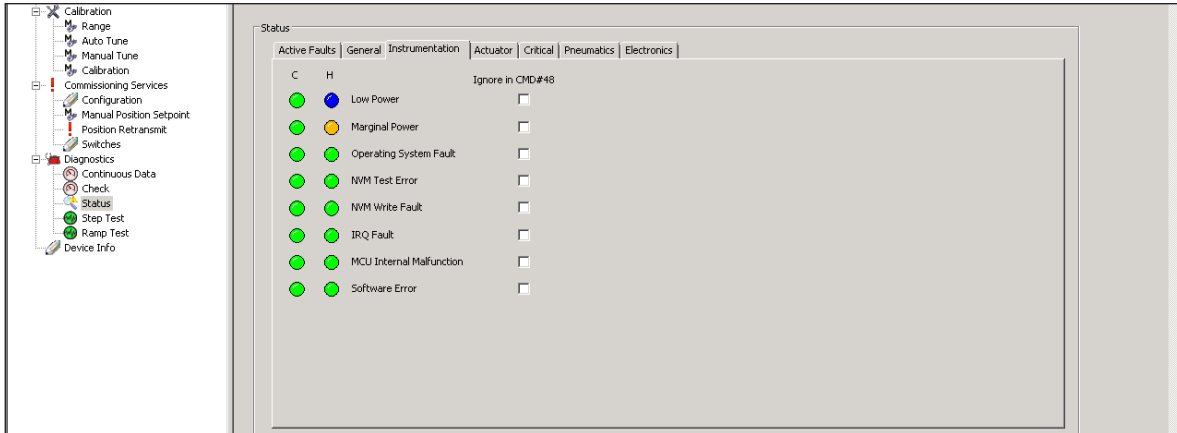 Calibration
Range
Auto Tune
Manual Tune
Calibration
Commissioning Services
Configuration
Manual Position Setpoint
Position Retransmit
Switches
Diagnostics
Continuous Data
Check
Status
Step Test
Ramp Test
Device Info
Status
Active Faults General Instrumentation Actuator Critical Pneumatics Electronics
C H Ignore in CMD#48
Low Power
Marginal Power
Operating System Fault
NVM Test Error
NVM Write Fault
IRQ Fault
MCU Internal Malfunction
Software Error